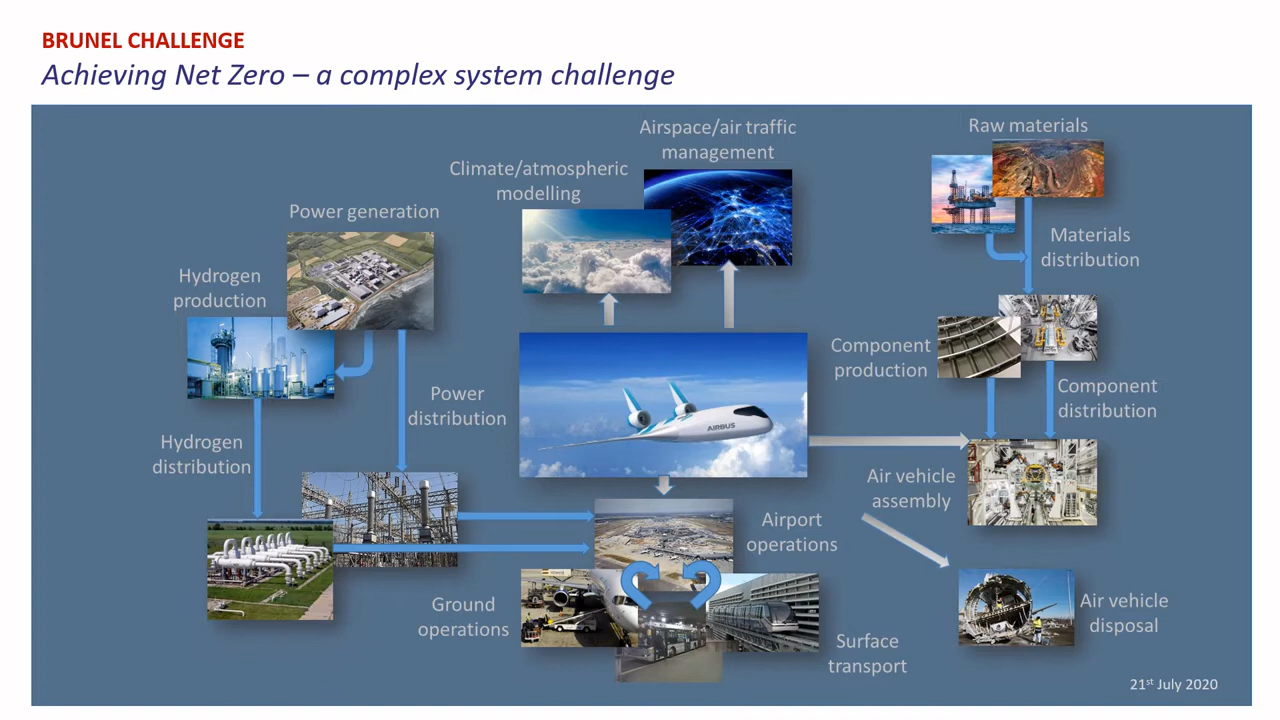 BRUNEL CHALLENGE
Achieving Net Zero – a complex system challenge
Airspace/air traffic
management
Raw materials
Climate/atmospheric
modelling
Power generation
Materials
distribution
Hydrogen
production
Component
production
Power
distribution
Component
distribution
AIRBUS
Hydrogen
distribution
Air vehicle
assembly
Airport
operations
Ground
operations
Air vehicle
disposal
Surface
transport
21st July 2020